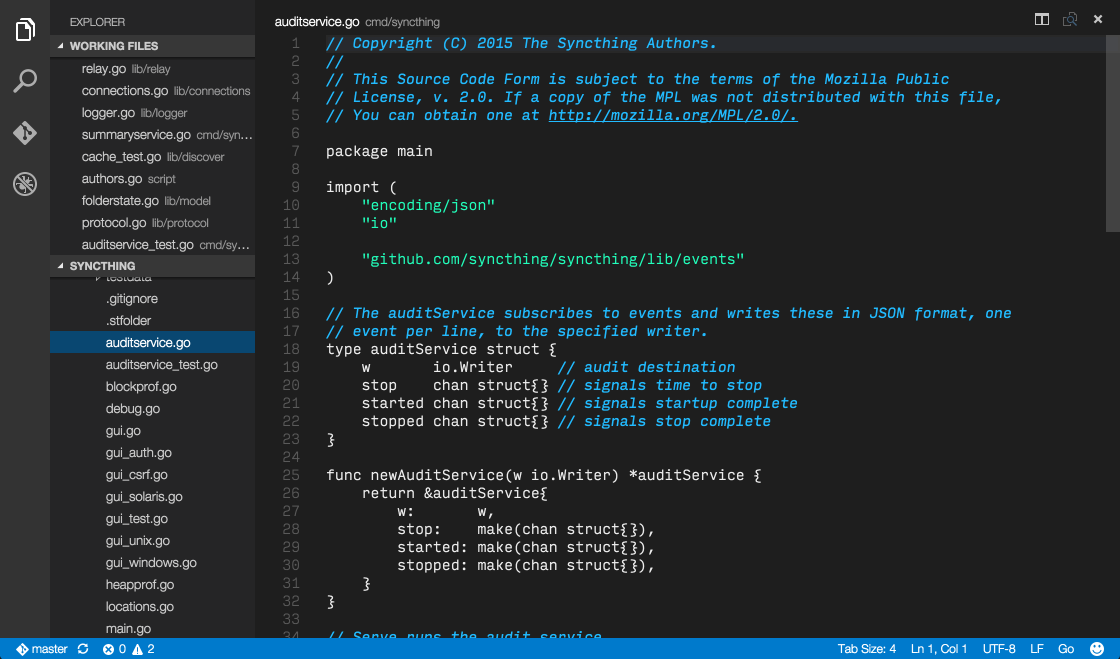 EXPLORER
WORKING FILES
relay.go lib/relay
connections.go lib/connections
logger.go lib/logger
summaryservice.go cmd/syn...
cache_test.go lib/discover
authors.go script
folderstate.go lib/model
protocol.go lib/protocol
auditservice_test.go cmd/sy...
SYNCTHING
testdata
.gitignore
.stfolder
auditservice.go
auditservice_test.go
blockprof.go
debug.go
gui.go
gui_auth.go
gui_csrf.go
gui_solaris.go
gui_test.go
gui_unix.go
gui_windows.go
heapprof.go
locations.go
main.go
auditservice.go cmd/syncthing
1 // Copyright (C) 2015 The Syncthing Authors.
2 //
3 // This Source Code Form is subject to the terms of the Mozilla Public
4 // License, v. 2.0. If a copy of the MPL was not distributed with this file,
5 // You can obtain one at http://mozilla.org/MPL/2.0/.
6
7 package main
8
9 import (
10     "encoding/json"
11     "io"
12
13     "github.com/syncthing/syncthing/lib/events"
14 )
15
16 // The auditService subscribes to events and writes these in JSON format, one
17 // event per line, to the specified writer.
18 type auditService struct {
19     w       io.Writer     // audit destination
20     stop    chan struct{} // signals time to stop
21     started chan struct{} // signals startup complete
22     stopped chan struct{} // signals stop complete
23 }
24
25 func newAuditService(w io.Writer) *auditService {
26     return &auditService{
27         w:       w,
28         stop:    make(chan struct{}),
29         started: make(chan struct{}),
30         stopped: make(chan struct{}),
31     }
32 }
33
34 // Serve runs the audit service.
master 0 2 Tab Size: 4 Ln 1, Col 1 UTF-8 LF Go